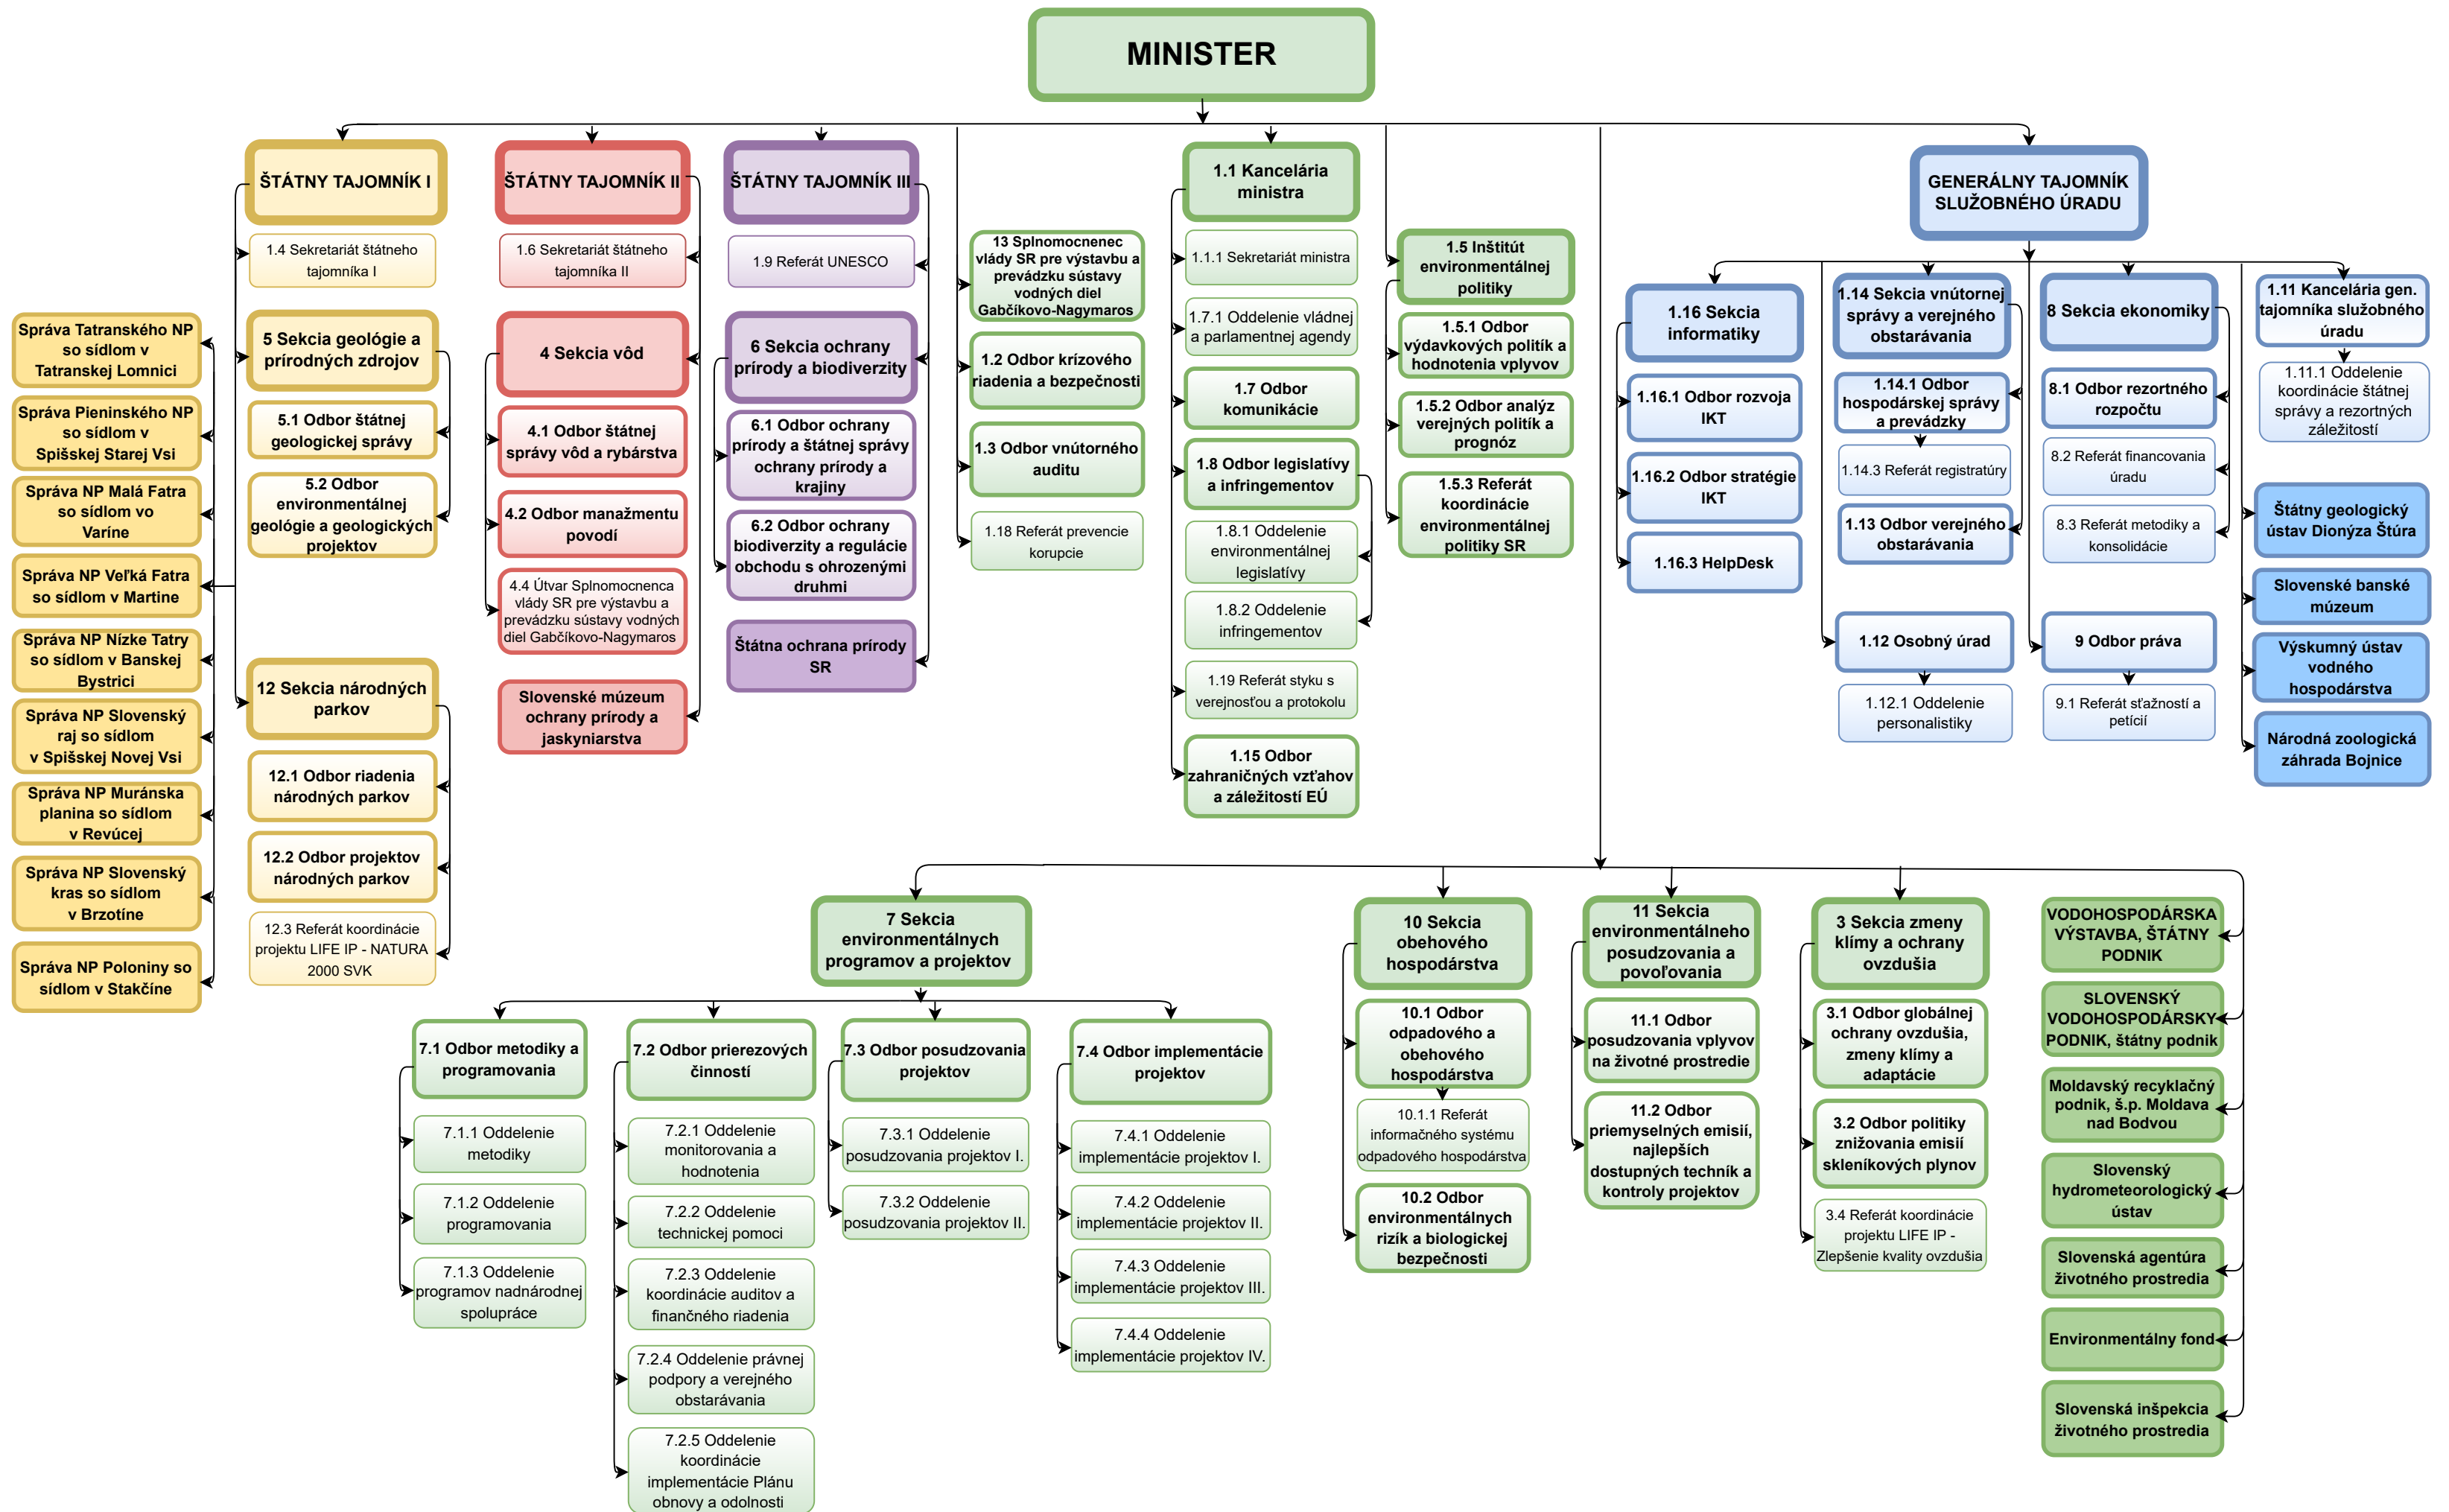 MINISTER
ŠTÁTNY TAJOMNÍK I
1.4 Sekretariát štátneho
tajomníka I
5 Sekcia geológie a
prírodných zdrojov
5.1 Odbor štátnej
geologickej správy
5.2 Odbor
environmentálnej
geológie a geologických
projektov
12 Sekcia národných
parkov
12.1 Odbor riadenia
národných parkov
12.2 Odbor projektov
národných parkov
12.3 Referát koordinácie
projektu LIFE IP - NATURA
2000 SVK
Správa Tatranského NP
so sídlom v
Tatranskej Lomnici
Správa Pieninského NP
so sídlom v
Spišskej Starej Vsi
Správa NP Malá Fatra
so sídlom vo
Varíne
Správa NP Veľká Fatra
so sídlom v Martine
Správa NP Nízke Tatry
so sídlom v Banskej
Bystrici
Správa NP Slovenský
raj so sídlom
v Spišskej Novej Vsi
Správa NP Muránska
planina so sídlom
v Revúcej
Správa NP Slovenský
kras so sídlom
v Brzotíne
Správa NP Poloniny so
sídlom v Stakčíne
ŠTÁTNY TAJOMNÍK II
1.6 Sekretariát štátneho
tajomníka II
4 Sekcia vôd
4.1 Odbor štátnej
správy vôd a rybárstva
4.2 Odbor manažmentu
povodí
4.4 Útvar Splnomocnenca
vlády SR pre výstavbu a
prevádzku sústavy vodných
diel Gabčíkovo-Nagymaros
Slovenské múzeum
ochrany prírody a
jaskyniarstva
ŠTÁTNY TAJOMNÍK III
1.9 Referát UNESCO
6 Sekcia ochrany
prírody a biodiverzity
6.1 Odbor ochrany
prírody a štátnej správy
ochrany prírody a
krajiny
6.2 Odbor ochrany
biodiverzity a regulácie
obchodu s ohrozenými
druhmi
Štátna ochrana prírody
SR
13 Splnomocnenec
vlády SR pre výstavbu a
prevádzku sústavy
vodných diel
Gabčíkovo-Nagymaros
1.2 Odbor krízového
riadenia a bezpečnosti
1.3 Odbor vnútorného
auditu
1.18 Referát prevencie
korupcie
1.1 Kancelária
ministra
1.1.1 Sekretariát ministra
1.7.1 Oddelenie vládnej
a parlamentnej agendy
1.7 Odbor
komunikácie
1.8 Odbor legislatívy
a infringementov
1.8.1 Oddelenie
environmentálnej
legislatívy
1.8.2 Oddelenie
infringementov
1.19 Referát styku s
verejnosťou a protokolu
1.15 Odbor
zahraničných vzťahov
a záležitostí EÚ
1.5 Inštitút
environmentálnej
politiky
1.5.1 Odbor
výdavkových politík a
hodnotenia vplyvov
1.5.2 Odbor analýz
verejných politík a
prognóz
1.5.3 Referát
koordinácie
environmentálnej
politiky SR
GENERÁLNY TAJOMNÍK
SLUŽOBNÉHO ÚRADU
1.16 Sekcia
informatiky
1.16.1 Odbor rozvoja
IKT
1.16.2 Odbor stratégie
IKT
1.16.3 HelpDesk
1.14 Sekcia vnútornej
správy a verejného
obstarávania
1.14.1 Odbor
hospodárskej správy
a prevádzky
1.14.3 Referát registratúry
1.13 Odbor verejného
obstarávania
1.12 Osobný úrad
1.12.1 Oddelenie
personalistiky
8 Sekcia ekonomiky
8.1 Odbor rezortného
rozpočtu
8.2 Referát financovania
úradu
8.3 Referát metodiky a
konsolidácie
9 Odbor práva
9.1 Referát sťažností a
petícií
1.11 Kancelária gen.
tajomníka služobného
úradu
1.11.1 Oddelenie
koordinácie štátnej
správy a rezortných
záležitostí
Štátny geologický
ústav Dionýza Štúra
Slovenské banské
múzeum
Výskumný ústav
vodného
hospodárstva
Národná zoologická
záhrada Bojnice
7 Sekcia
environmentálnych
programov a projektov
7.1 Odbor metodiky a
programovania
7.1.1 Oddelenie
metodiky
7.1.2 Oddelenie
programovania
7.1.3 Oddelenie
programov nadnárodnej
spolupráce
7.2 Odbor prierezových
činností
7.2.1 Oddelenie
monitorovania a
hodnotenia
7.2.2 Oddelenie
technickej pomoci
7.2.3 Oddelenie
koordinácie auditov a
finančného riadenia
7.2.4 Oddelenie právnej
podpory a verejného
obstarávania
7.2.5 Oddelenie
koordinácie
implementácie Plánu
obnovy a odolnosti
7.3 Odbor posudzovania
projektov
7.3.1 Oddelenie
posudzovania projektov I.
7.3.2 Oddelenie
posudzovania projektov II.
7.4 Odbor implementácie
projektov
7.4.1 Oddelenie
implementácie projektov I.
7.4.2 Oddelenie
implementácie projektov II.
7.4.3 Oddelenie
implementácie projektov III.
7.4.4 Oddelenie
implementácie projektov IV.
10 Sekcia
obehového
hospodárstva
10.1 Odbor
odpadového a
obehového
hospodárstva
10.1.1 Referát
informačného systému
odpadového hospodárstva
10.2 Odbor
environmentálnych
rizík a biologickej
bezpečnosti
11 Sekcia
environmentálneho
posudzovania a
povoľovania
11.1 Odbor
posudzovania vplyvov
na životné prostredie
11.2 Odbor
priemyselných emisií,
najlepších
dostupných techník a
kontroly projektov
3 Sekcia zmeny
klímy a ochrany
ovzdušia
3.1 Odbor globálnej
ochrany ovzdušia,
zmeny klímy a
adaptácie
3.2 Odbor politiky
znižovania emisií
skleníkových plynov
3.4 Referát koordinácie
projektu LIFE IP -
Zlepšenie kvality ovzdušia
VODOHOSPODÁRSKA
VÝSTAVBA, ŠTÁTNY
PODNIK
SLOVENSKÝ
VODOHOSPODÁRSKY
PODNIK, štátny podnik
Moldavský recyklačný
podnik, š.p. Moldava
nad Bodvou
Slovenský
hydrometeorologický
ústav
Slovenská agentúra
životného prostredia
Environmentálny fond
Slovenská inšpekcia
životného prostredia